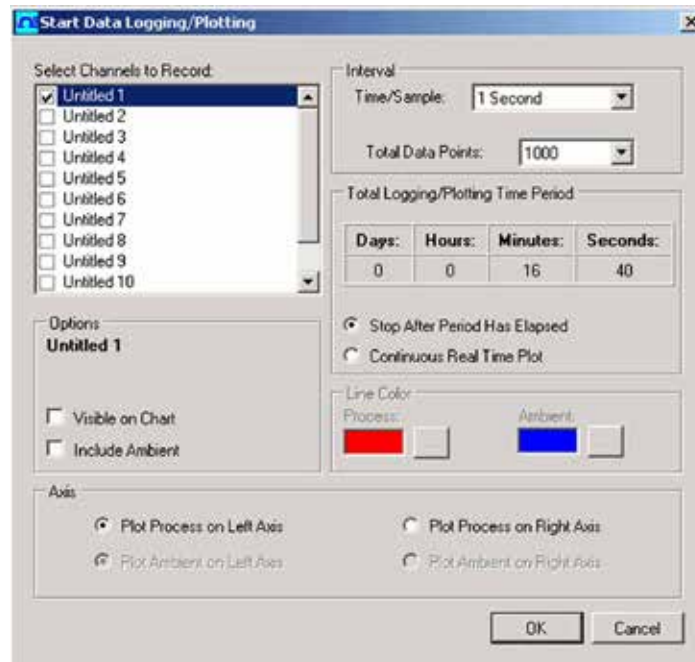 Start Data Logging/Plotting
Select Channels to Record:
Untitled 1
Untitled 2
Untitled 3
Untitled 4
Untitled 5
Untitled 6
Untitled 7
Untitled 8
Untitled 9
Untitled 10
Interval
Time/Sample: 1 Second
Total Data Points: 1000
Total Logging/Plotting Time Period
Days: Hours: Minutes: Seconds:
0 0 16 40
Stop After Period Has Elapsed
Continuous Real Time Plot
Options
Untitled 1
Visible on Chart
Include Ambient
Line Color
Process: Ambient:
Axis
Plot Process on Left Axis Plot Process on Right Axis
Plot Ambient on Left Axis Plot Ambient on Right Axis
OK Cancel